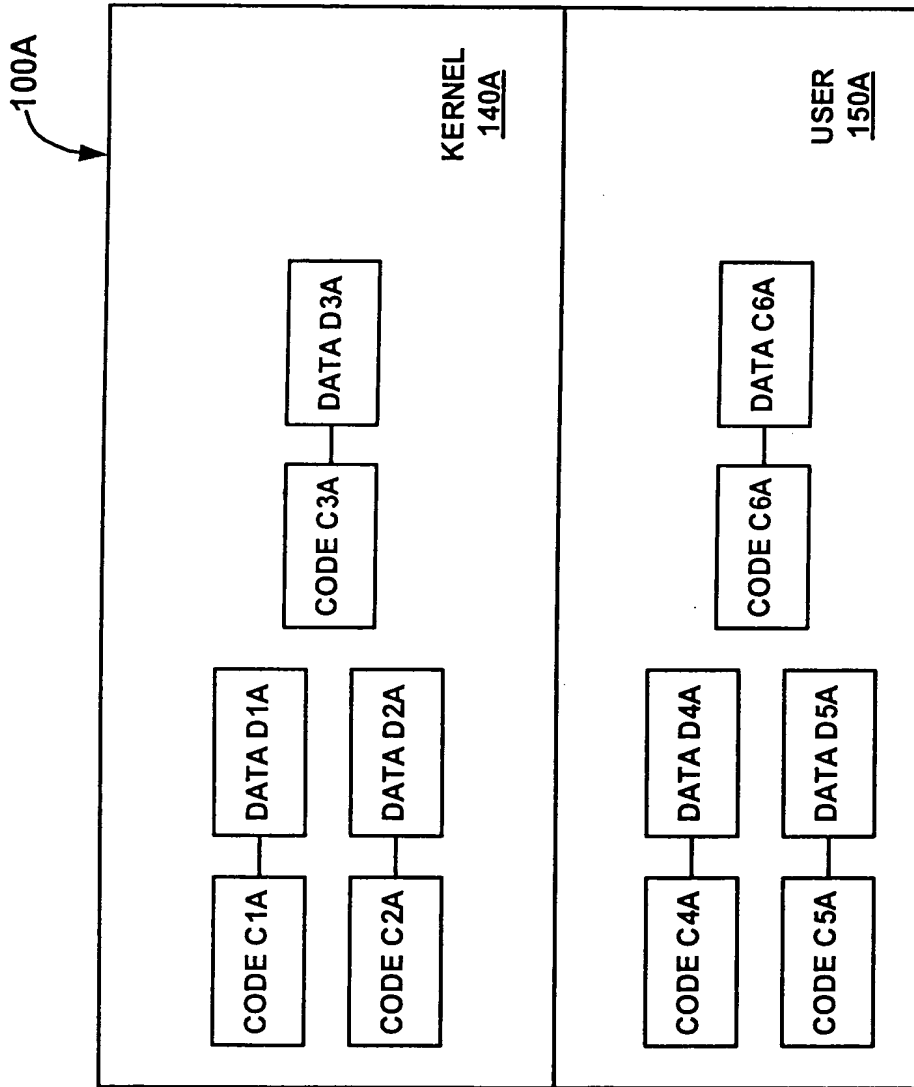 100A
CODE C1A
DATA D1A
CODE C2A
DATA D2A
CODE C3A
DATA D3A
KERNEL
140A
CODE C4A
DATA D4A
CODE C5A
DATA D5A
CODE C6A
DATA C6A
USER
150A